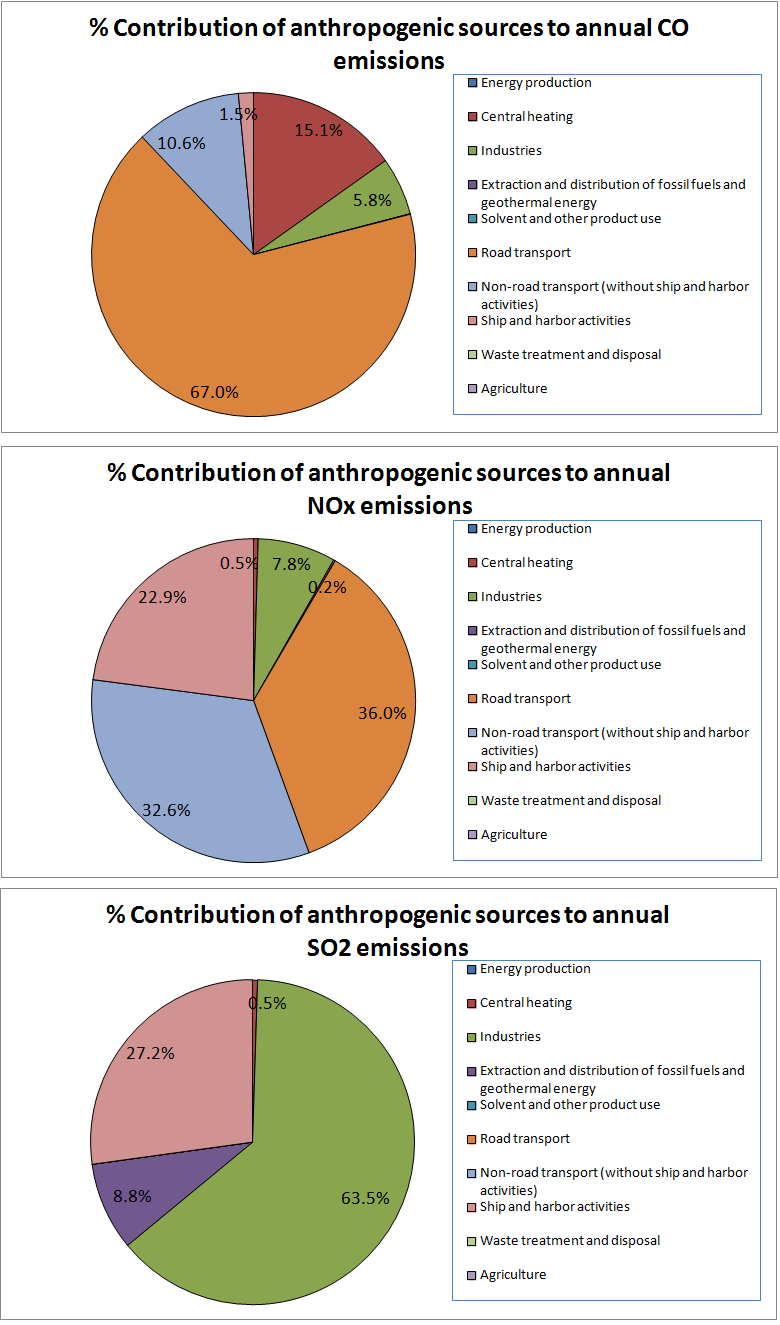 % Contribution of anthropogenic sources to annual CO
emissions
Energy production
Central heating
Industries
Extraction and distribution of fossil fuels and
geothermal energy
Solvent and other product use
Road transport
Non-road transport (without ship and harbor
activities)
Ship and harbor activities
Waste treatment and disposal
Agriculture
1.5%
15.1%
10.6%
5.8%
67.0%
% Contribution of anthropogenic sources to annual
NOx emissions
Energy production
Central heating
Industries
Extraction and distribution of fossil fuels and
geothermal energy
Solvent and other product use
Road transport
Non-road transport (without ship and harbor
activities)
Ship and harbor activities
Waste treatment and disposal
Agriculture
0.5%
7.8%
0.2%
22.9%
36.0%
32.6%
% Contribution of anthropogenic sources to annual
SO2 emissions
Energy production
Central heating
Industries
Extraction and distribution of fossil fuels and
geothermal energy
Solvent and other product use
Road transport
Non-road transport (without ship and harbor
activities)
Ship and harbor activities
Waste treatment and disposal
Agriculture
0.5%
27.2%
8.8%
63.5%